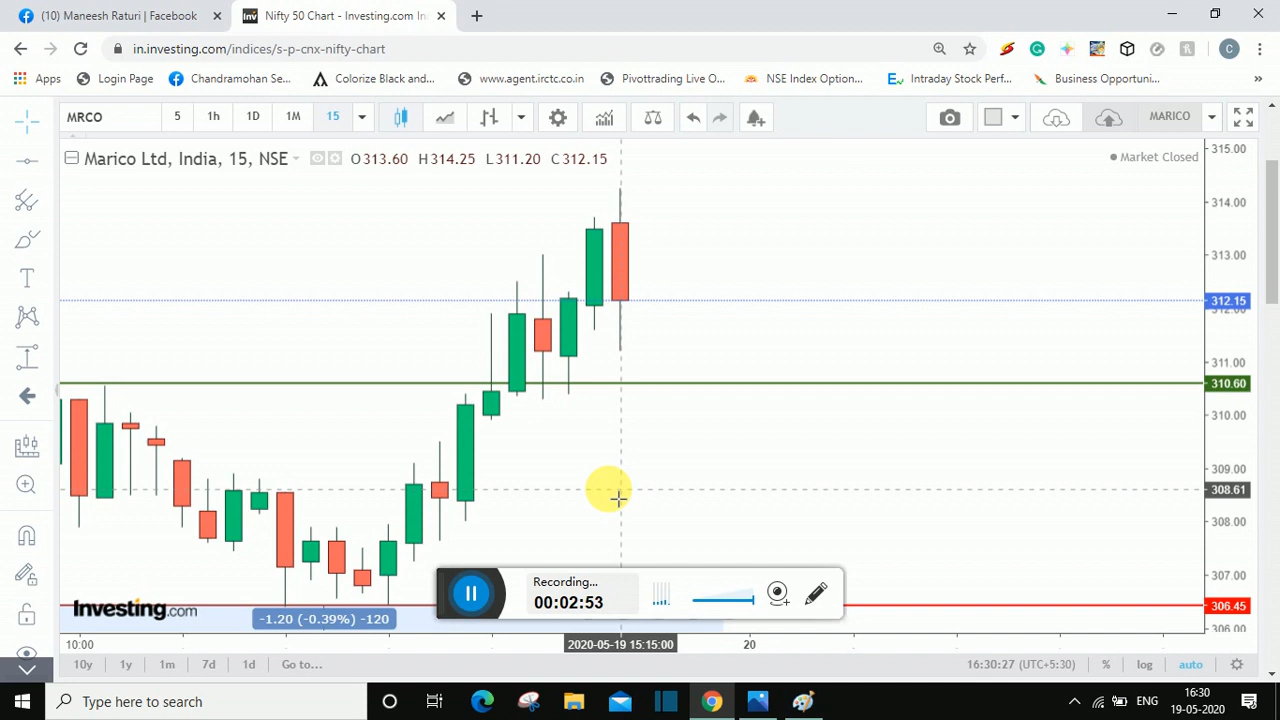 (10) Maneesh Raturi | Facebook
Nifty 50 Chart - Investing.com In
in.investing.com/indices/s-p-cnx-nifty-chart
C
Apps
Login Page
Chandramohan Se...
Colorize Black and...
www.agent.irctc.co.in
Pivottrading Live O...
NSE Index Option...
Intraday Stock Perf...
Business Opportuni...
MRCO
5
1h
1D
1M
15
MARICO
Marico Ltd, India, 15, NSE
O313.60 H314.25 L311.20 C312.15
Market Closed
315.00
314.00
313.00
312.15
312.00
311.00
310.60
310.00
309.00
308.61
308.00
307.00
306.45
306.00
Recording...
00:02:53
Investing.com
-1.20 (-0.39%) -120
10:00
2020-05-19 15:15:00
20
10y
1y
1m
7d
1d
Go to...
16:30:27 (UTC+5:30)
%
log
auto
Type here to search
ENG
16:30
19-05-2020